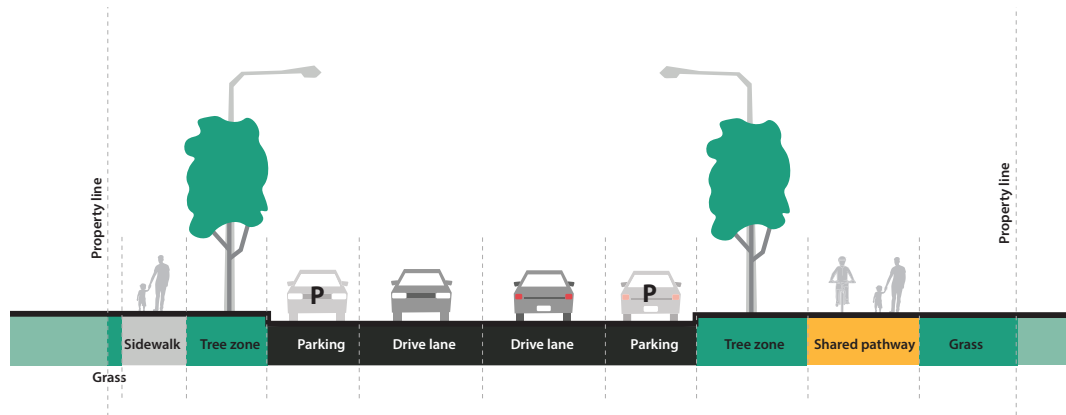 Property line
Property line
P
P
Sidewalk
Tree zone
Parking
Drive lane
Drive lane
Parking
Tree zone
Shared pathway
Grass
Grass